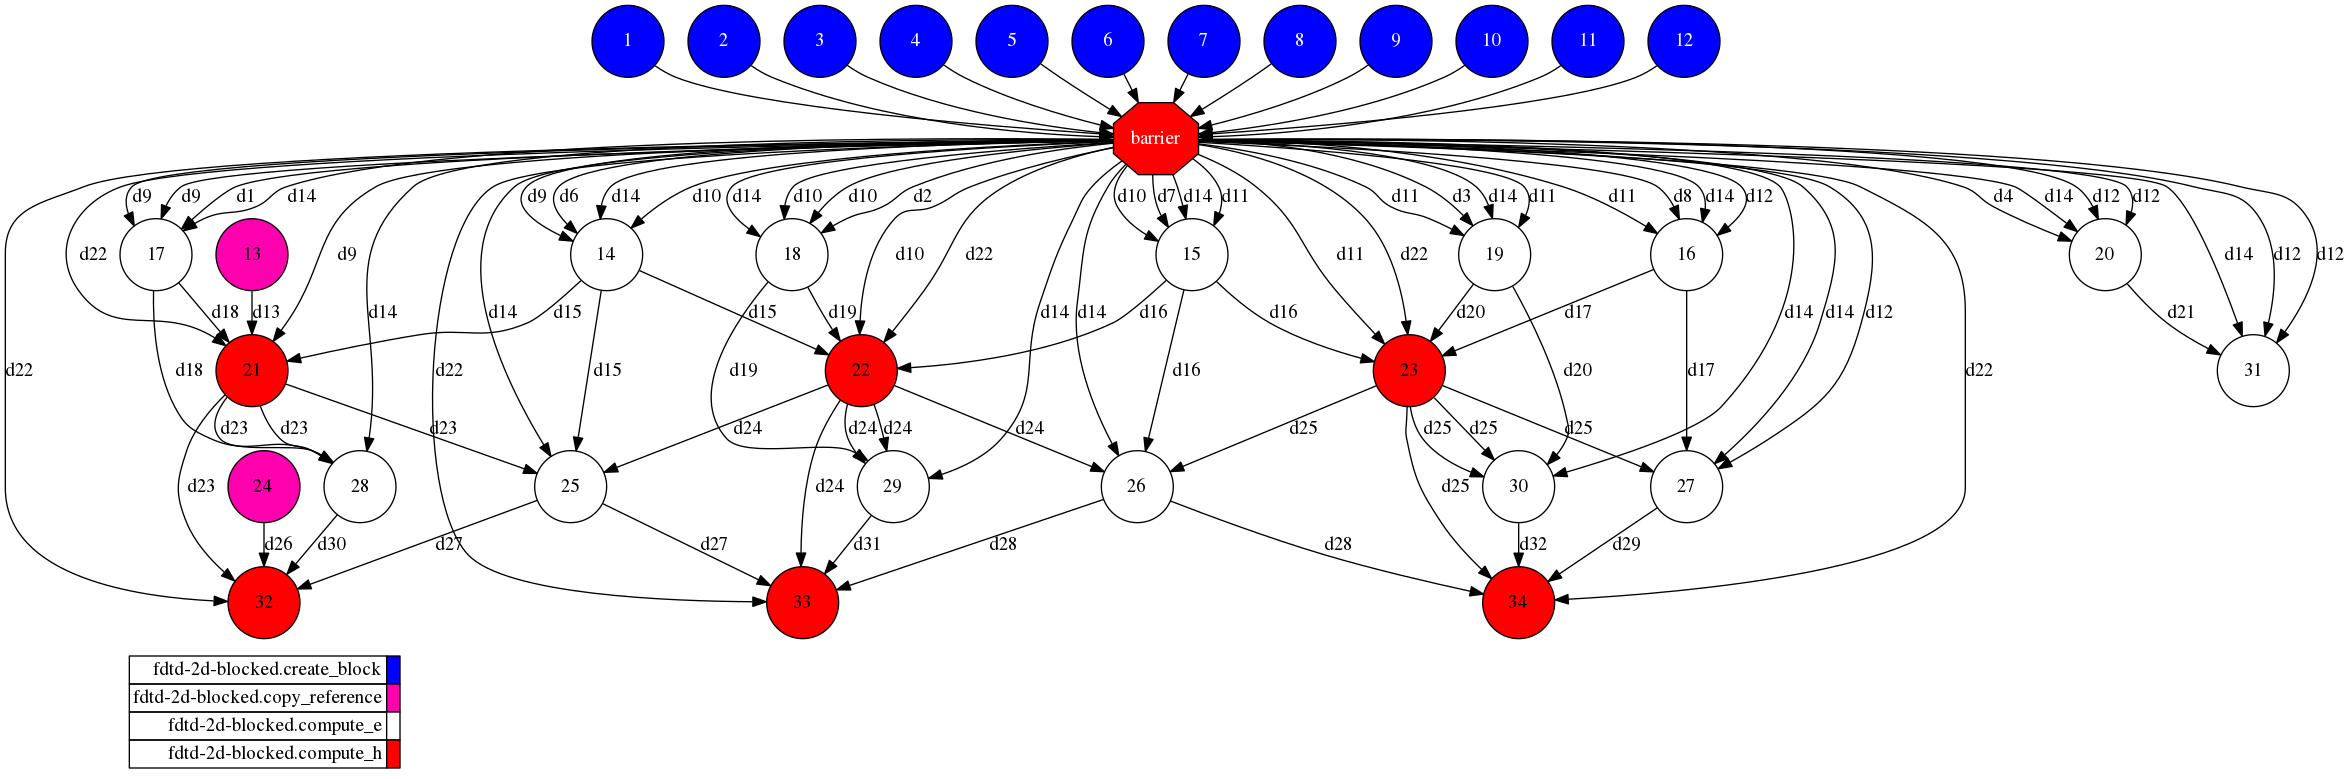 1 2 3 4 5 6 7 8 9 10 11 12
barrier
d9 d9 d1 d14 d9 d6 d14 d10 d14 d10 d10 d2 d10 d7 d14 d11 d11 d3 d14 d11 d11 d8 d14 d12 d4 d14 d12 d12
17 13 14 18 15 19 16 20
d22 d9 d10 d22 d11 d22 d14 d12 d12
d18 d13 d15 d14 d14 d15 d19 d14 d14 d16 d16 d20 d17 d14 d14 d12 d21
d22 d18 21 d22 d15 d19 22 d16 23 d20 d17 d22 31
d23 d23 d23 d24 d24 d24 d24 d25 d25 d25 d25
d23 24 28 25 d24 29 26 d25 30 27
d26 d30 d27 d27 d31 d28 d28 d32 d29
32 33 34
fdtd-2d-blocked.create_block
fdtd-2d-blocked.copy_reference
fdtd-2d-blocked.compute_e
fdtd-2d-blocked.compute_h